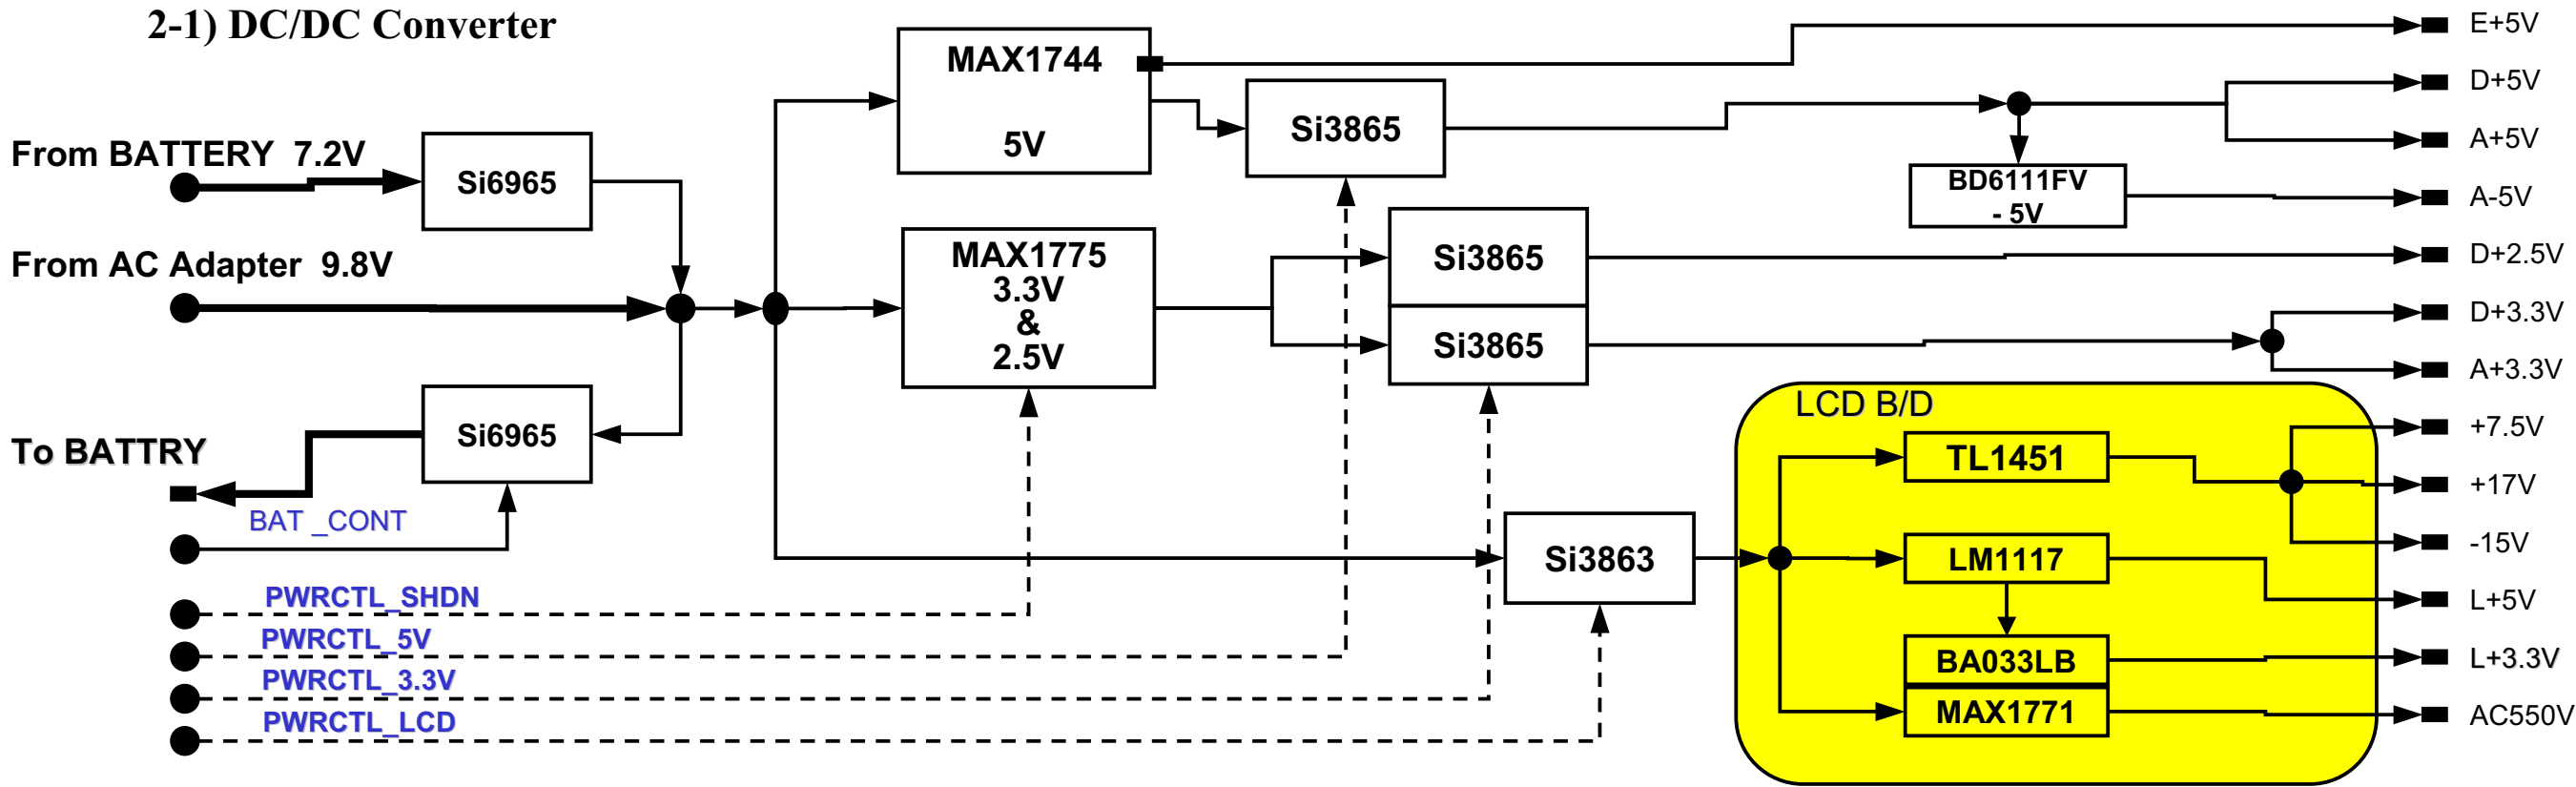 2-1) DC/DC Converter
E+5V
MAX1744
5V
D+5V
Si3865
A+5V
From BATTERY 7.2V
Si6965
BD6111FV
- 5V
A-5V
From AC Adapter 9.8V
MAX1775
3.3V
&
2.5V
Si3865
Si3865
D+2.5V
D+3.3V
A+3.3V
To BATTRY
Si6965
BAT _CONT
LCD B/D
TL1451
+7.5V
+17V
-15V
Si3863
LM1117
L+5V
BA033LB
L+3.3V
MAX1771
AC550V
PWRCTL_SHDN
PWRCTL_5V
PWRCTL_3.3V
PWRCTL_LCD